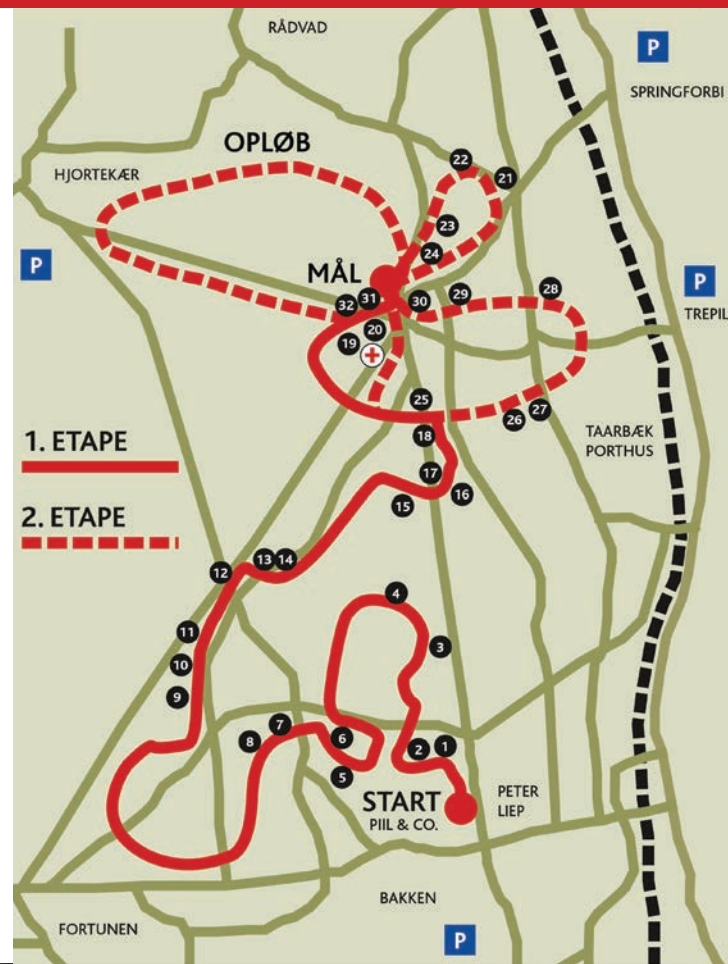 RÅDVAD
P
SPRINGFORBI
OPLØB
22
21
HJORTEKÆR
23
24
P
MÅL
P
31
32
30
29
28
TREPIL
20
19
25
26
27
18
TAARBÆK
PORTHUS
1. ETAPE
17
16
15
2. ETAPE
13
14
12
4
11
3
10
9
7
8
6
2
1
5
START
PIIL & CO.
PETER
LIEP
BAKKEN
FORTUNEN
P